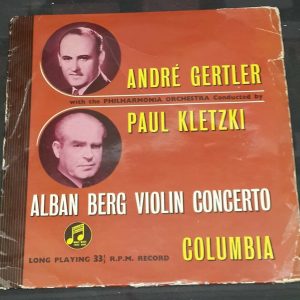 ANDRÉ GERTLER
with the PHILHARMONIA ORCHESTRA Conducted by
PAUL KLETZKI
ALBAN BERG VIOLIN CONCERTO
LONG PLAYING 33⅓ R.P.M. RECORD
COLUMBIA